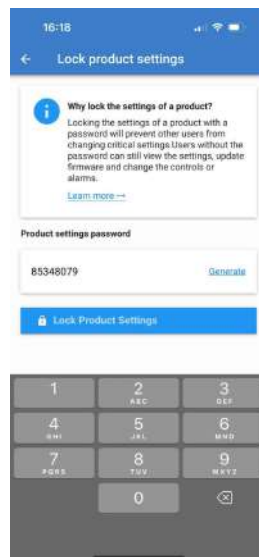 16:18
Lock product settings
Why lock the settings of a product?
Locking the settings of a product with a
password will prevent other users from
changing critical settings Users without the
password can still view the settings, update
firmware and change the controls or
alarms.
Learn more →
Product settings password
85348079 Generate
Lock Product Settings
1 2 3
ABC DEF
4 5 6
GHI JKL MNO
7 8 9
PQRS TUV WXYZ
0